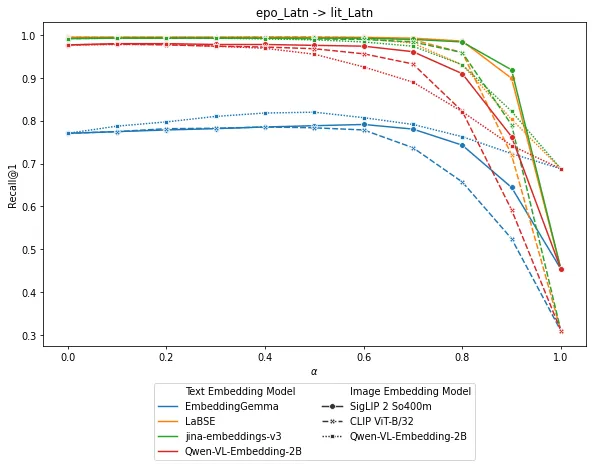 epo_Latn -> lit_Latn
Recall@1
1.0
0.9
0.8
0.7
0.6
0.5
0.4
0.3
0.0 0.2 0.4 0.6 0.8 1.0
α
Text Embedding Model
EmbeddingGemma
LaBSE
jina-embeddings-v3
Qwen-VL-Embedding-2B
Image Embedding Model
SigLIP 2 So400m
CLIP ViT-B/32
Qwen-VL-Embedding-2B